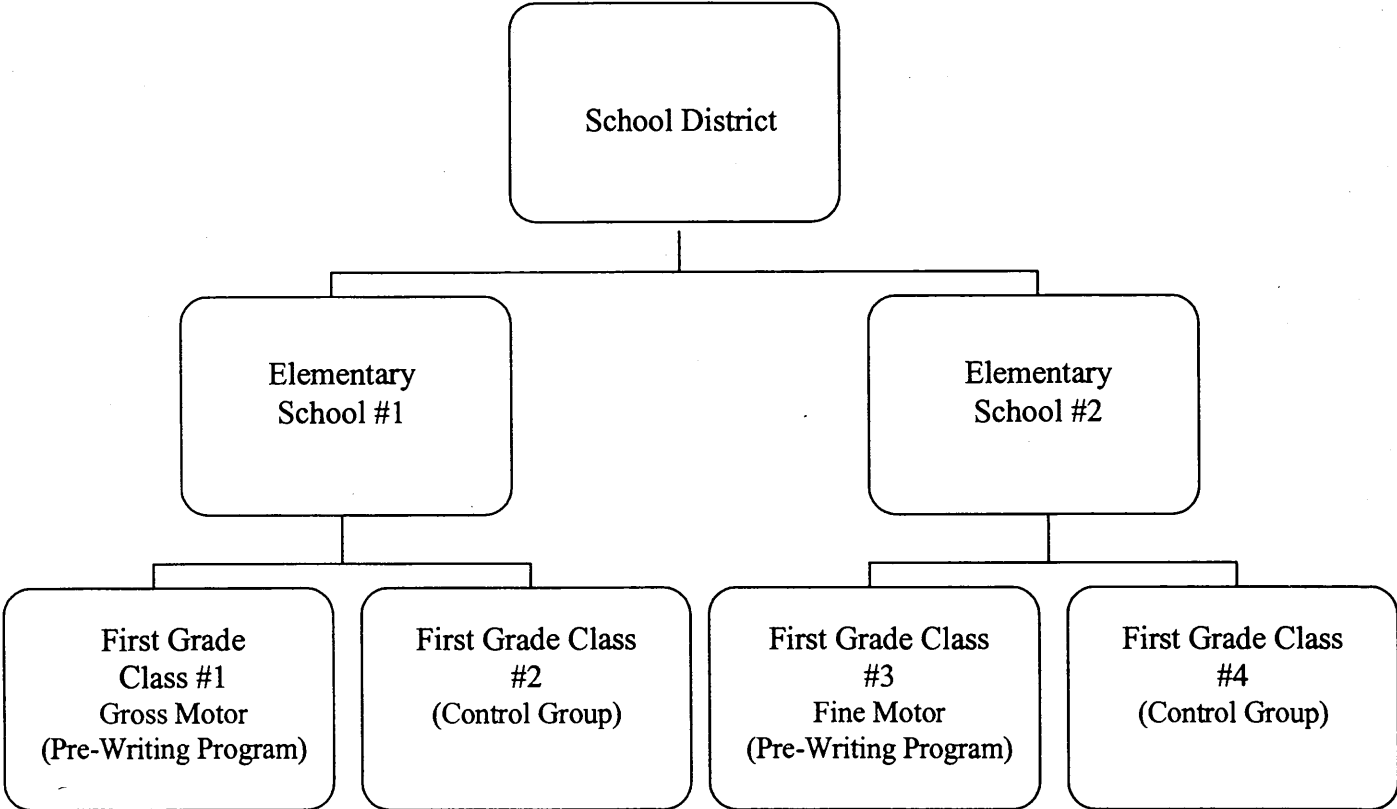 School District
Elementary
School #1
Elementary
School #2
First Grade
Class #1
Gross Motor
(Pre-Writing Program)
First Grade Class
#2
(Control Group)
First Grade Class
#3
Fine Motor
(Pre-Writing Program)
First Grade Class
#4
(Control Group)